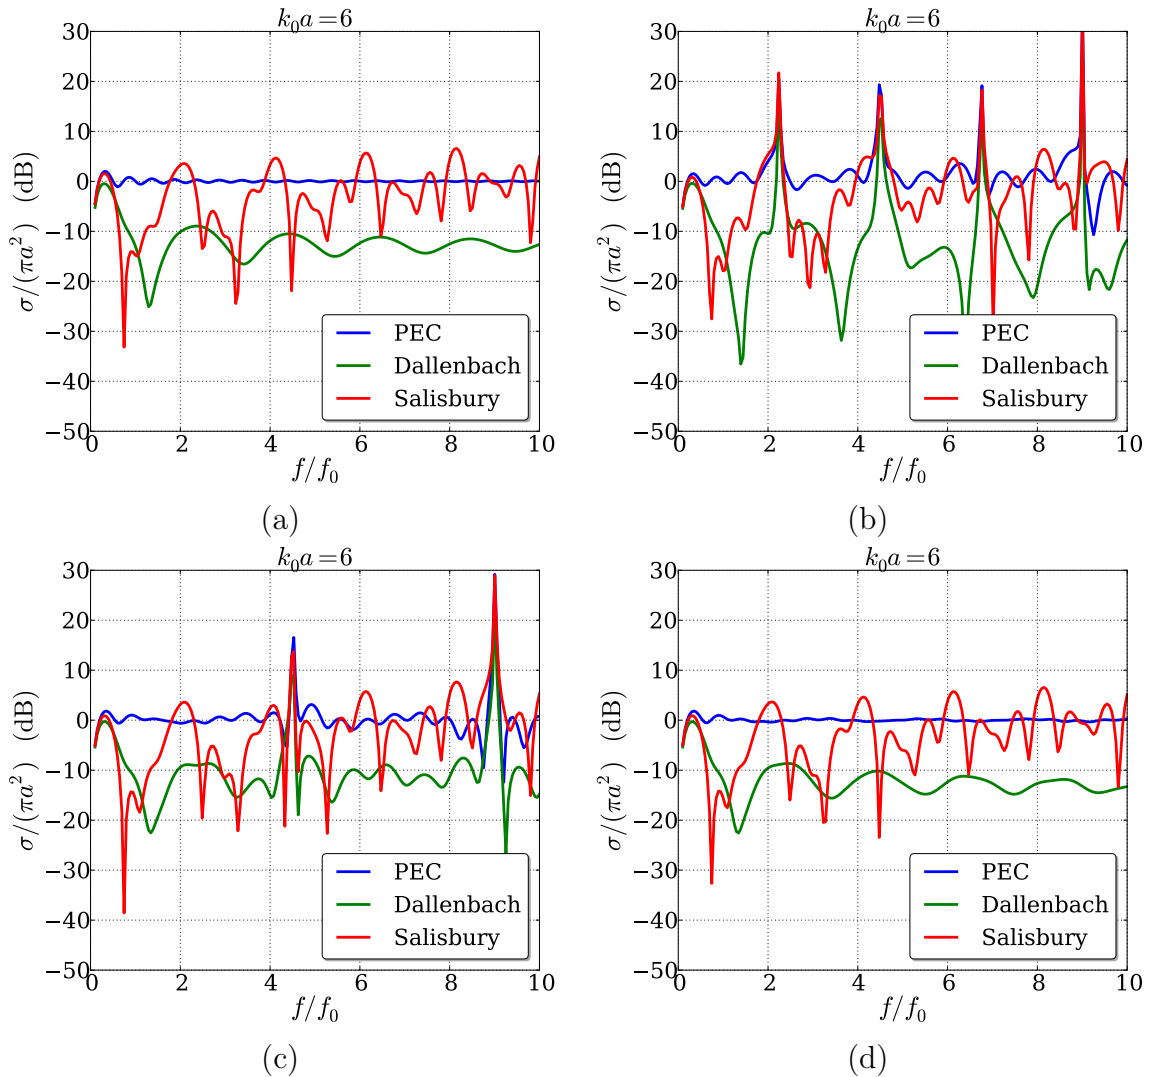 k₀a=6
σ/(πa²) (dB)
30
20
10
0
−10
−20
−30
−40
−50
PEC
Dallenbach
Salisbury
0 2 4 6 8 10
f/f₀
(a)
k₀a=6
σ/(πa²) (dB)
30
20
10
0
−10
−20
−30
−40
−50
PEC
Dallenbach
Salisbury
0 2 4 6 8 10
f/f₀
(b)
k₀a=6
σ/(πa²) (dB)
30
20
10
0
−10
−20
−30
−40
−50
PEC
Dallenbach
Salisbury
0 2 4 6 8 10
f/f₀
(c)
k₀a=6
σ/(πa²) (dB)
30
20
10
0
−10
−20
−30
−40
−50
PEC
Dallenbach
Salisbury
0 2 4 6 8 10
f/f₀
(d)